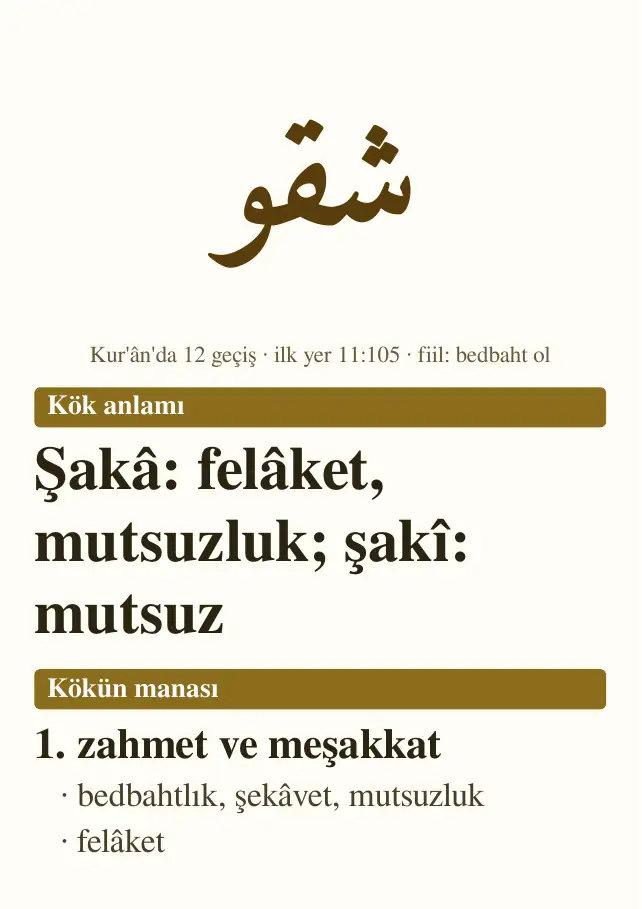 شقو
Kur'ân'da 12 geçiş · ilk yer 11:105 · fiil: bedbaht ol
Kök anlamı
Şakâ: felâket,
mutsuzluk; şakî:
mutsuz
Kökün manası
1. zahmet ve meşakkat
· bedbahtlık, şekâvet, mutsuzluk
· felâket